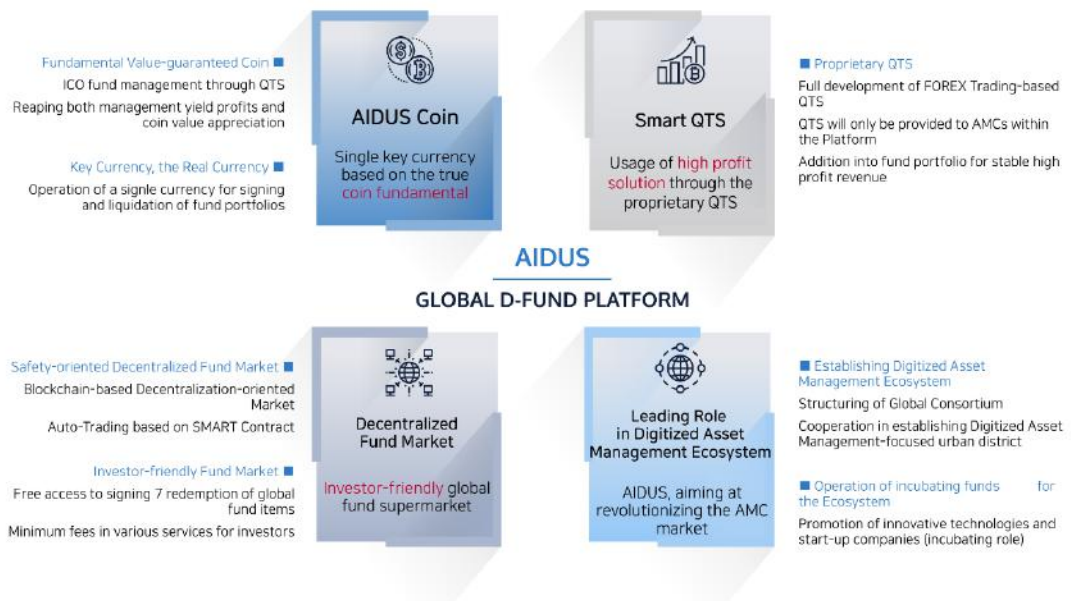 Fundamental Value-guaranteed Coin
ICO fund management through QTS
Reaping both management yield profits and
coin value appreciation
Key Currency, the Real Currency
Operation of a signle currency for signing
and liquidation of fund portfolios
AIDUS Coin
Single key currency
based on the true
coin fundamental
Smart QTS
Usage of high profit
solution through the
proprietary QTS
Proprietary QTS
Full development of FOREX Trading-based
QTS
QTS will only be provided to AMCs within
the Platform
Addition into fund portfolio for stable high
profit revenue
AIDUS
GLOBAL D-FUND PLATFORM
Safety-oriented Decentralized Fund Market
Blockchain-based Decentralization-oriented
Market
Auto-Trading based on SMART Contract
Investor-friendly Fund Market
Free access to signing 7 redemption of global
fund items
Minimum fees in various services for investors
Decentralized
Fund Market
Investor-friendly global
fund supermarket
Leading Role
in Digitized Asset
Management Ecosystem
AIDUS, aiming at
revolutionizing the AMC
market
Establishing Digitized Asset
Management Ecosystem
Structuring of Global Consortium
Cooperation in establishing Digitized Asset
Management-focused urban district
Operation of incubating funds for
the Ecosystem
Promotion of innovative technologies and
start-up companies (incubating role)